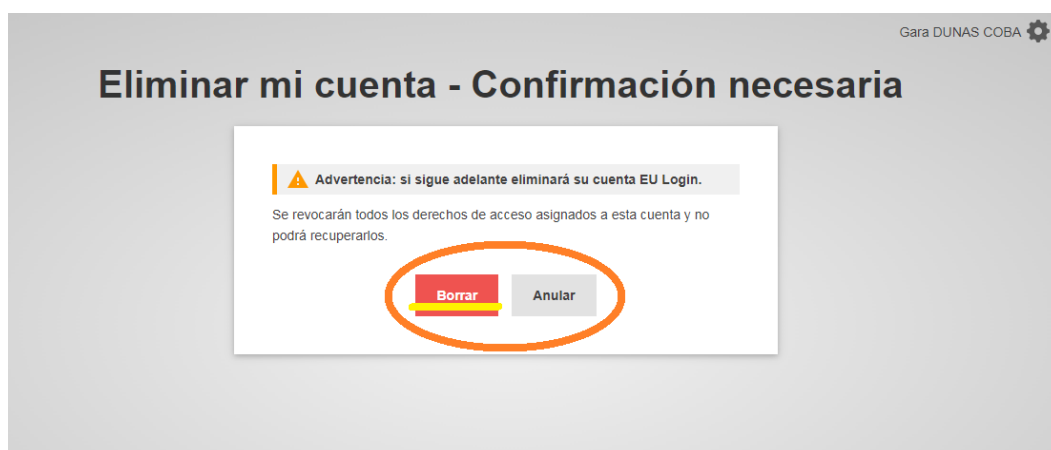 Gara DUNAS COBA
Eliminar mi cuenta - Confirmación necesaria
Advertencia: si sigue adelante eliminará su cuenta EU Login.
Se revocarán todos los derechos de acceso asignados a esta cuenta y no
podrá recuperarlos.
Borrar Anular